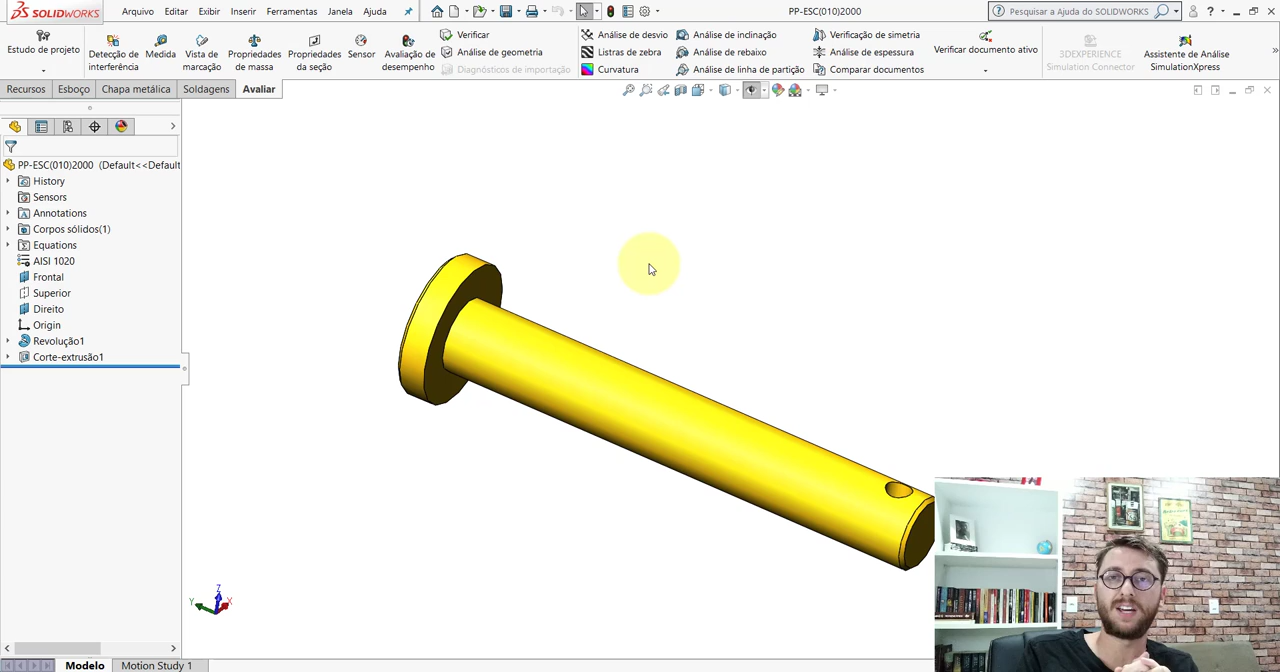 SOLIDWORKS
Arquivo Editar Exibir Inserir Ferramentas Janela Ajuda
PP-ESC(010)2000
Pesquisar a Ajuda do SOLIDWORKS
Estudo de projeto
Detecção de interferência
Medida
Vista de marcação
Propriedades de massa
Propriedades da seção
Sensor
Avaliação de desempenho
Verificar
Análise de geometria
Diagnósticos de importação
Análise de desvio
Listras de zebra
Curvatura
Análise de inclinação
Análise de rebaixo
Análise de linha de partição
Verificação de simetria
Análise de espessura
Comparar documentos
Verificar documento ativo
3DEXPERIENCE
Simulation Connector
Assistente de Análise
SimulationXpress
Recursos Esboço Chapa metálica Soldagens Avaliar
PP-ESC(010)2000 (Default<<Default
History
Sensors
Annotations
Corpos sólidos(1)
Equations
AISI 1020
Frontal
Superior
Direito
Origin
Revolução1
Corte-extrusão1
Z
Y
X
Modelo Motion Study 1